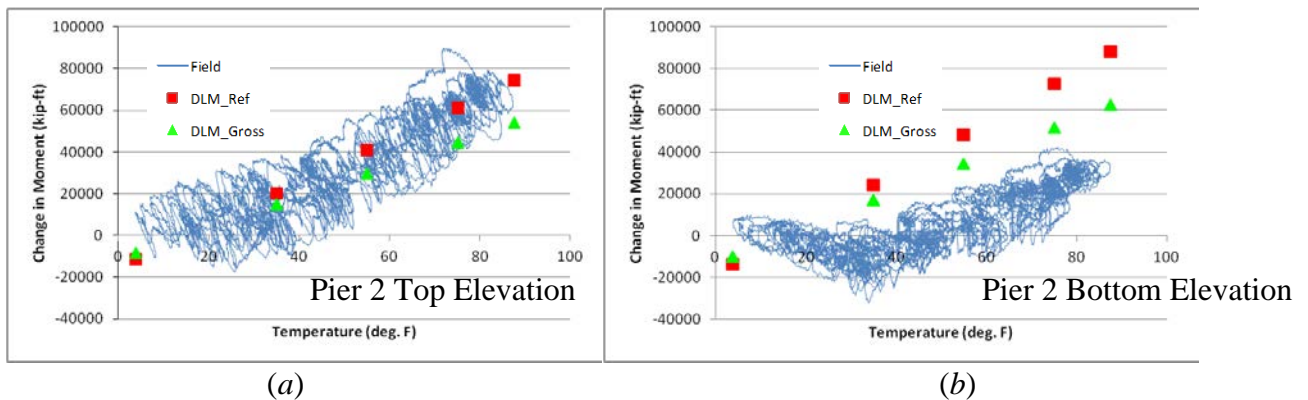 100000
80000
60000
40000
20000
0
-20000
-40000
0 20 40 60 80 100
Change in Moment (kip-ft)
Temperature (deg. F)
Field
DLM_Ref
DLM_Gross
Pier 2 Top Elevation
(a)
100000
80000
60000
40000
20000
0
-20000
-40000
0 20 40 60 80 100
Change in Moment (kip-ft)
Temperature (deg. F)
Field
DLM_Ref
DLM_Gross
Pier 2 Bottom Elevation
(b)